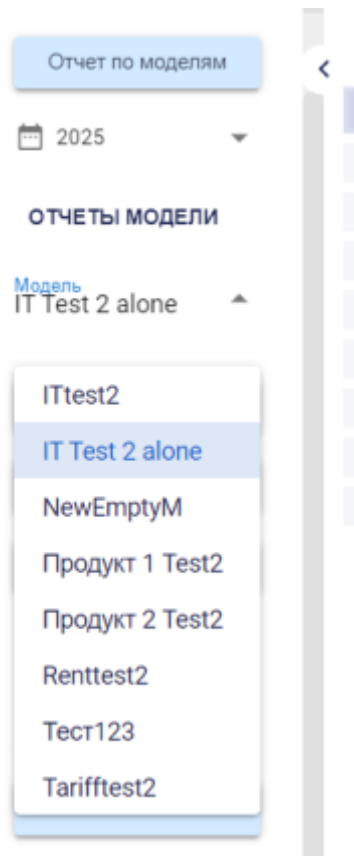 Отчет по моделям
2025
ОТЧЕТЫ МОДЕЛИ
Модель
IT Test 2 alone
ITtest2
IT Test 2 alone
NewEmptyM
Продукт 1 Test2
Продукт 2 Test2
Renttest2
Тест123
Tarifftest2